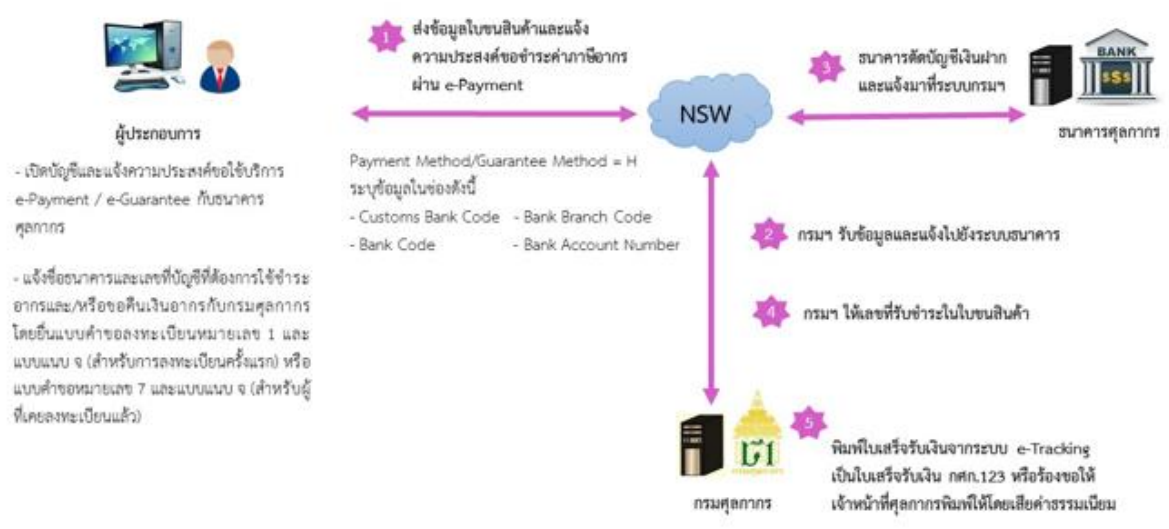 1
ส่งข้อมูลใบขนสินค้าและแจ้ง
ความประสงค์ขอชำระค่าภาษีอากร
ผ่าน e-Payment
3
ธนาคารตัดบัญชีเงินฝาก
และแจ้งมาที่ระบบกรมฯ
BANK
$$$
NSW
ผู้ประกอบการ
ธนาคารศุลกากร
- เปิดบัญชีและแจ้งความประสงค์ขอใช้บริการ
e-Payment / e-Guarantee กับธนาคาร
ศุลกากร
- แจ้งชื่อธนาคารและเลขที่บัญชีที่ต้องการใช้ชำระ
อากรและ/หรือขอคืนเงินอากรกับกรมศุลกากร
โดยยื่นแบบคำขอลงทะเบียนหมายเลข 1 และ
แบบแนบ จ (สำหรับการลงทะเบียนครั้งแรก) หรือ
แบบคำขอหมายเลข 7 และแบบแนบ จ (สำหรับผู้
ที่เคยลงทะเบียนแล้ว)
Payment Method/Guarantee Method = H
ระบุข้อมูลในช่องดังนี้
- Customs Bank Code - Bank Branch Code
- Bank Code - Bank Account Number
2
กรมฯ รับข้อมูลและแจ้งไปยังระบบธนาคาร
4
กรมฯ ให้เลขที่รับชำระในใบขนสินค้า
5
พิมพ์ใบเสร็จรับเงินจากระบบ e-Tracking
เป็นใบเสร็จรับเงิน กศก.123 หรือร้องขอให้
เจ้าหน้าที่ศุลกากรพิมพ์ให้โดยเสียค่าธรรมเนียม
กรมศุลกากร